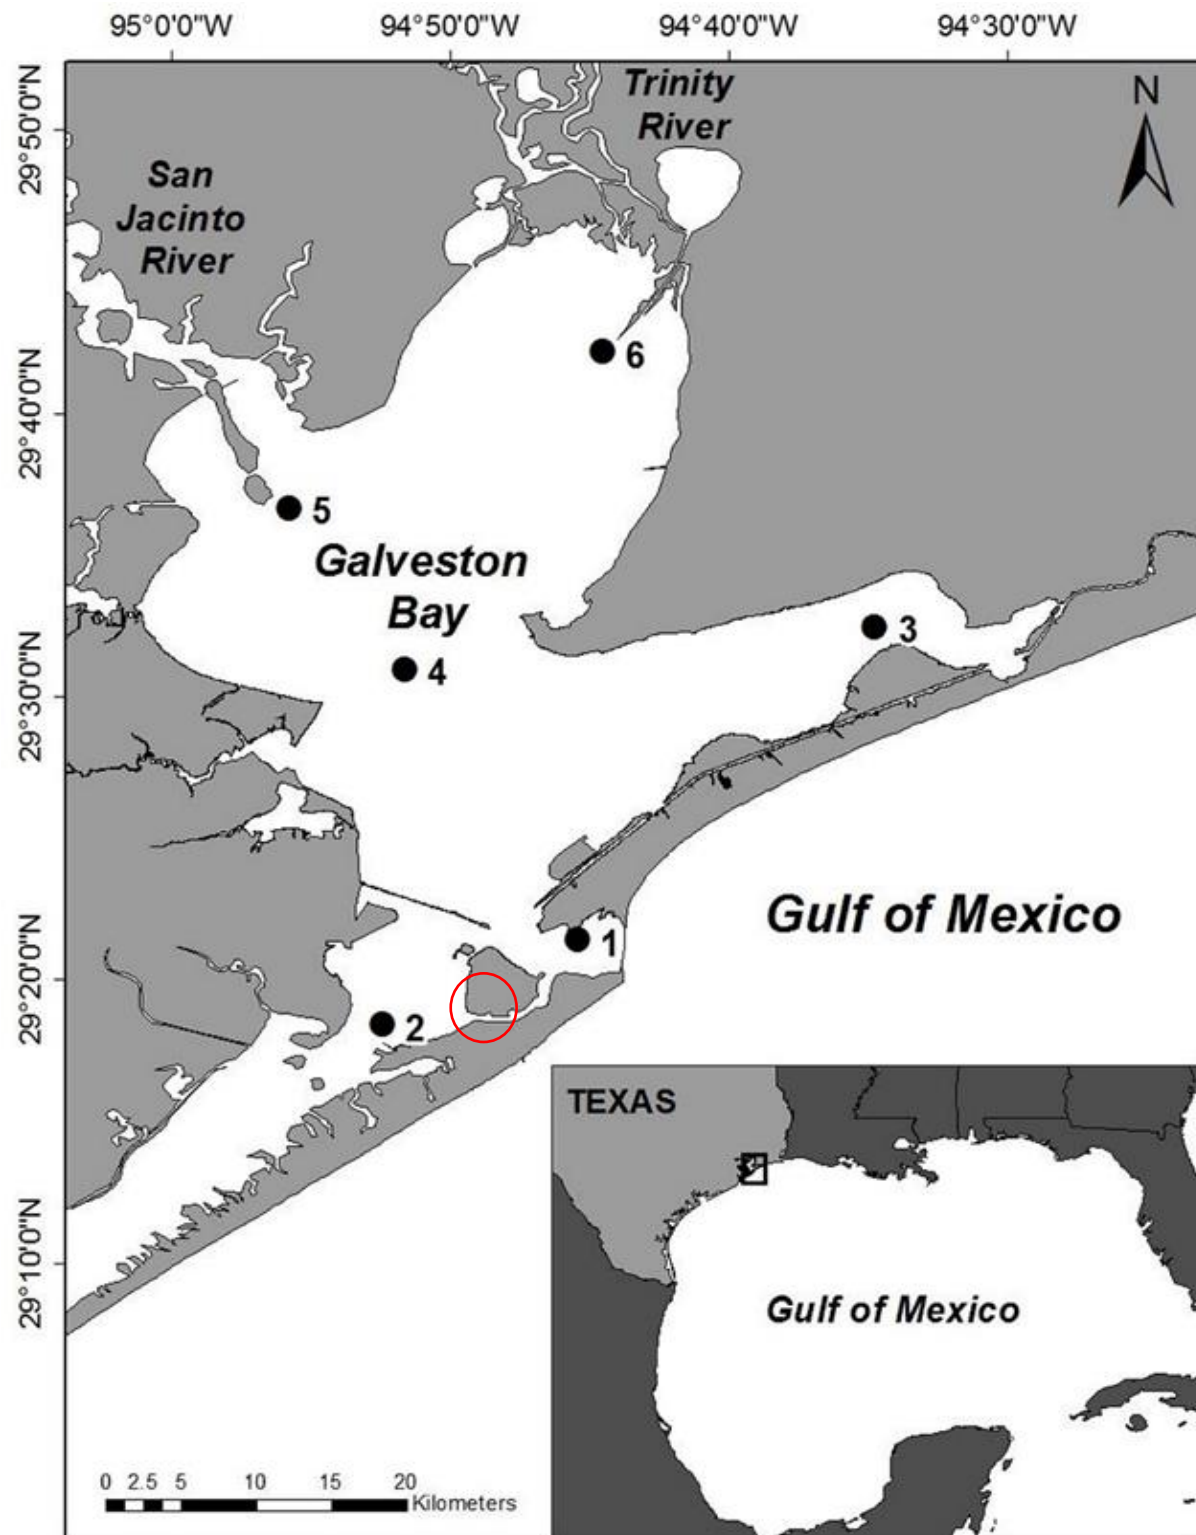 95°0'0"W 94°50'0"W 94°40'0"W 94°30'0"W
N
Trinity
River
29°50'0"N
San
Jacinto
River
6
29°40'0"N
5
Galveston
Bay
3
4
29°30'0"N
Gulf of Mexico
1
29°20'0"N
2
TEXAS
29°10'0"N
Gulf of Mexico
0 2.5 5 10 15 20
Kilometers